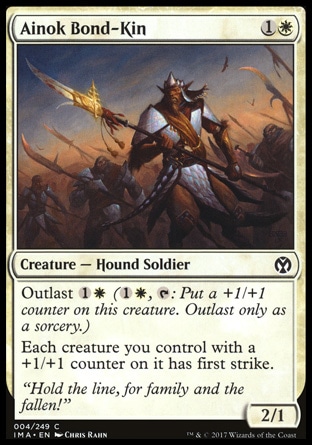 Ainok Bond-Kin 1
Creature — Hound Soldier
Outlast 1 (1, : Put a +1/+1
counter on this creature. Outlast only as
a sorcery.)
Each creature you control with a
+1/+1 counter on it has first strike.
“Hold the line, for family and the
fallen!”
2/1
004/249 C
IMA • EN Chris Rahn
™ & © 2017 Wizards of the Coast